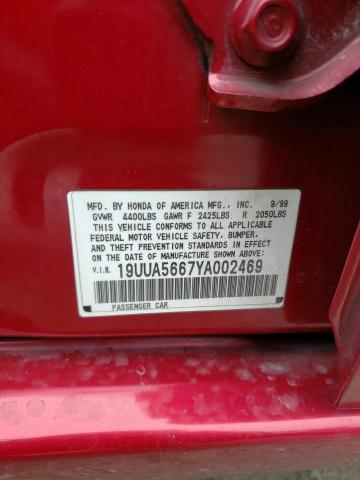 MFD. BY HONDA OF AMERICA MFG., INC. 9/99
GVWR 4400LBS GAWR F 2425LBS R 2050LBS
THIS VEHICLE CONFORMS TO ALL APPLICABLE
FEDERAL MOTOR VEHICLE SAFETY, BUMPER,
AND THEFT PREVENTION STANDARDS IN EFFECT
ON THE DATE OF MANUFACTURE SHOWN ABOVE:
V.I.N. 19UUA5667YA002469
PASSENGER CAR